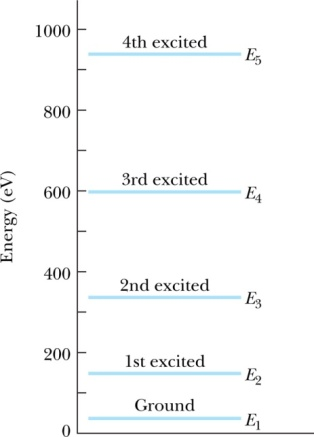 1000
4th excited
E5
800
3rd excited
600
E4
Energy (eV)
400
2nd excited
E3
200
1st excited
E2
Ground
E1
0